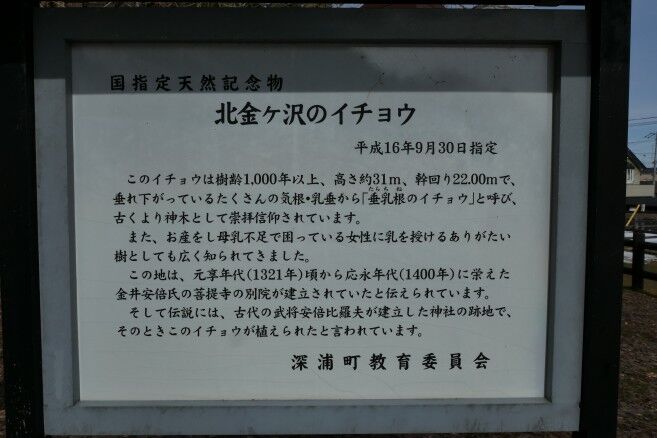 国指定天然記念物
北金ヶ沢のイチョウ
平成16年9月30日指定
このイチョウは樹齢1,000年以上、高さ約31m、幹回り22.00mで、
垂れ下がっているたくさんの気根・乳垂から「垂乳根のイチョウ」と呼び、
古くより神木として崇拝信仰されています。
また、お産をし母乳不足で困っている女性に乳を授けるありがたい
樹としても広く知られてきました。
この地は、元享年代(1321年)頃から応永年代(1400年)に栄えた
金井安倍氏の菩提寺の別院が建立されていたと伝えられています。
そして伝説には、古代の武将安倍比羅夫が建立した神社の跡地で、
そのときこのイチョウが植えられたと言われています。
深浦町教育委員会